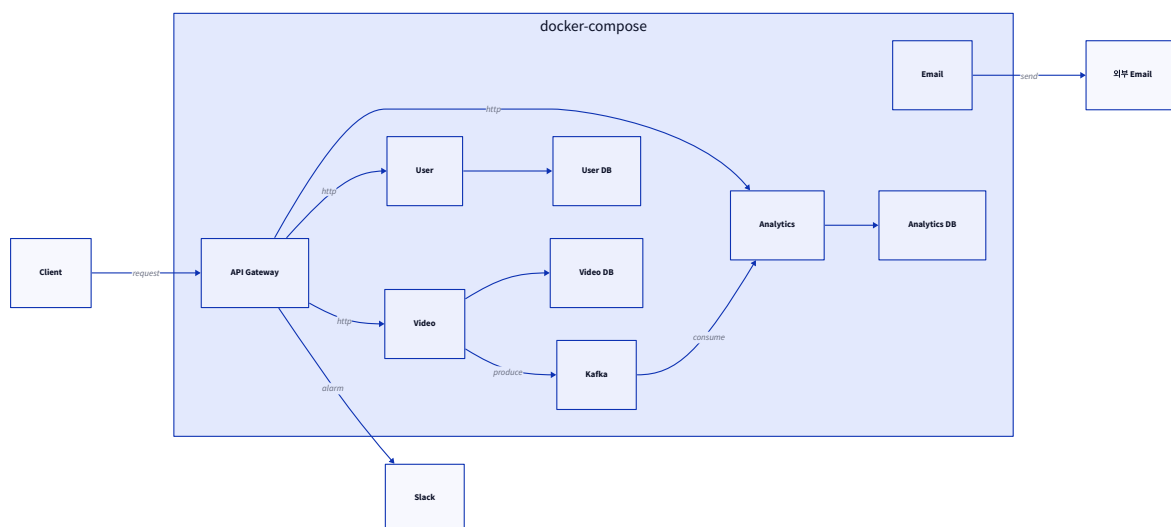 docker-compose
Email
send
외부 Email
http
User
User DB
http
Analytics
Analytics DB
Client
request
API Gateway
Video DB
http
Video
consume
produce
Kafka
alarm
Slack